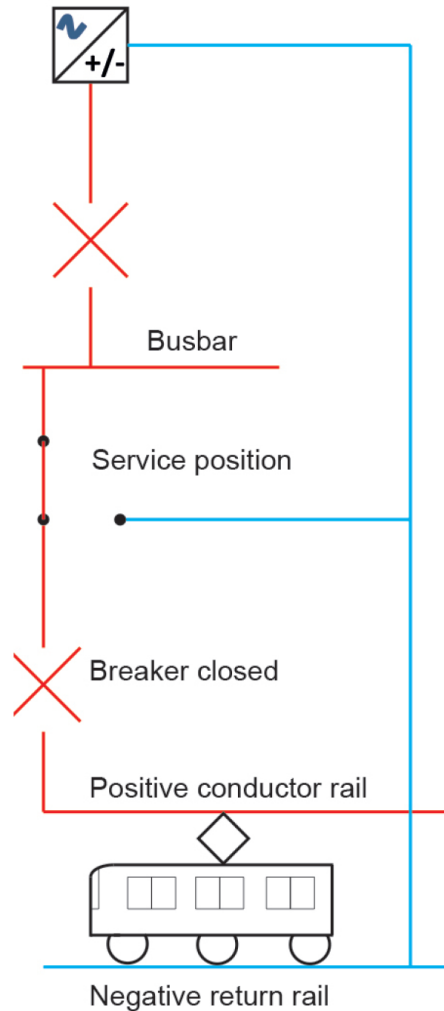 +/-
Busbar
Service position
Breaker closed
Positive conductor rail
Negative return rail